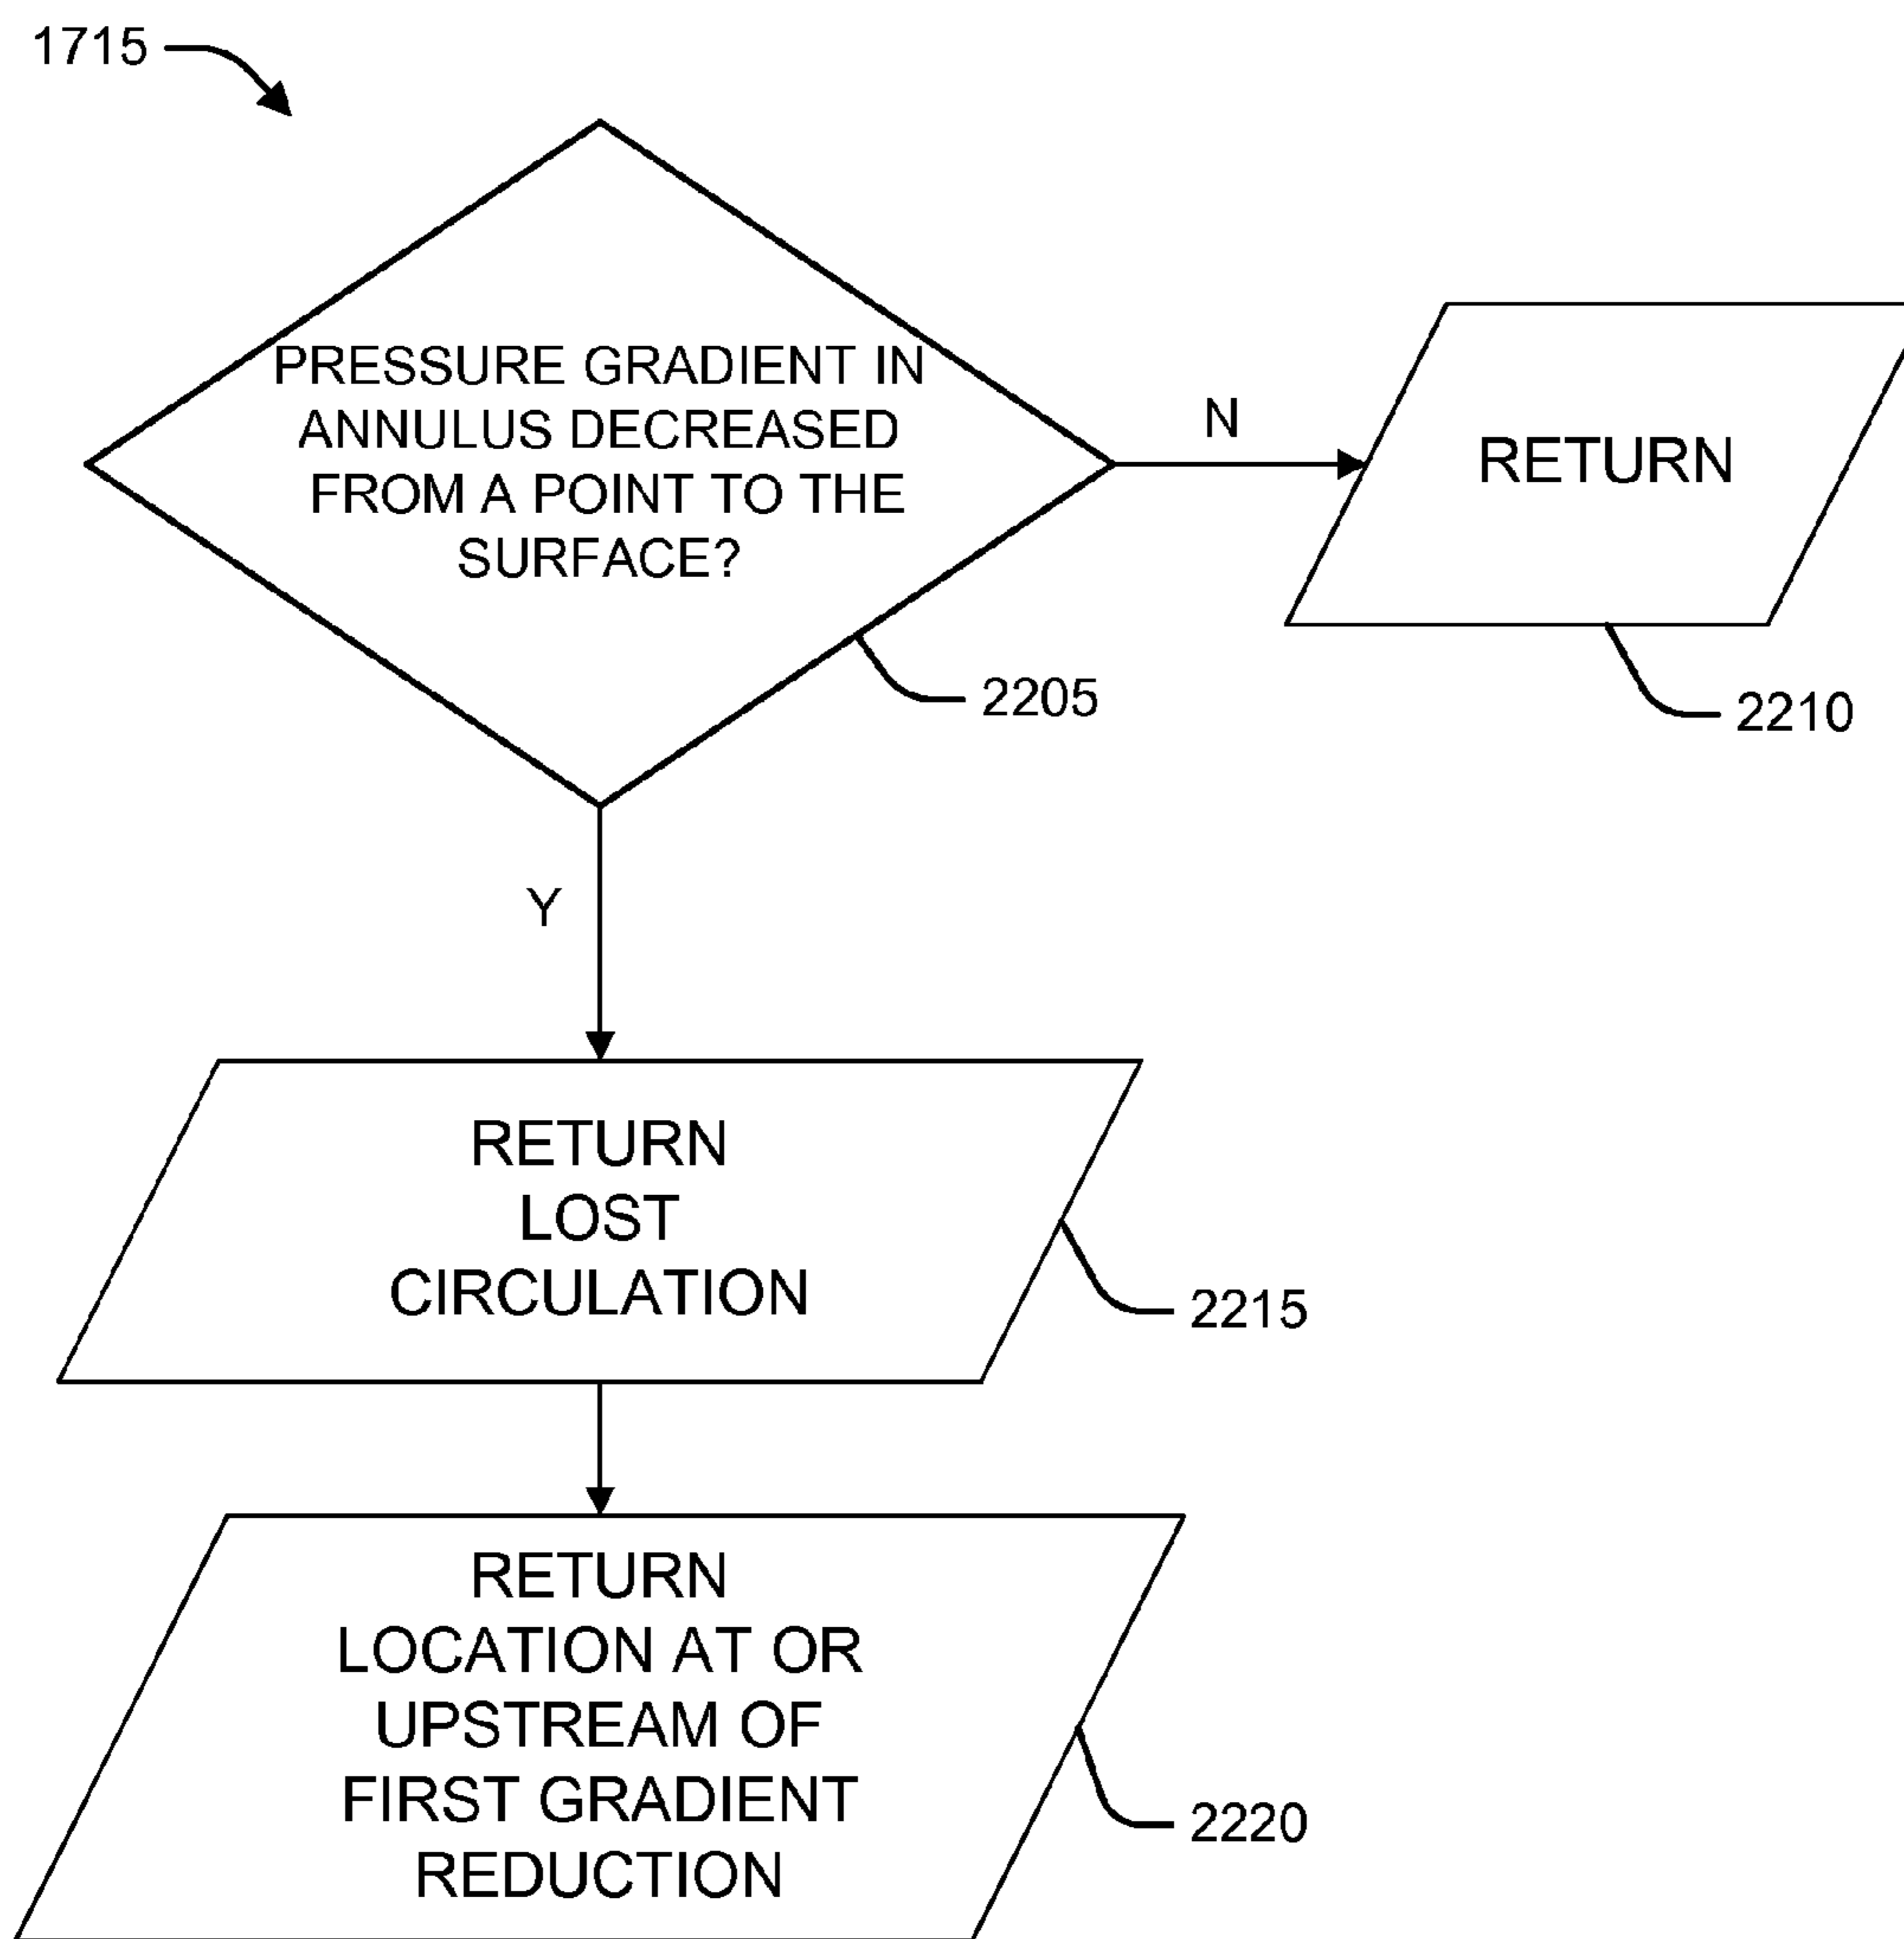 1715
PRESSURE GRADIENT IN
ANNULUS DECREASED
FROM A POINT TO THE
SURFACE?
N
RETURN
2205
2210
Y
RETURN
LOST
CIRCULATION
2215
RETURN
LOCATION AT OR
UPSTREAM OF
FIRST GRADIENT
REDUCTION
2220